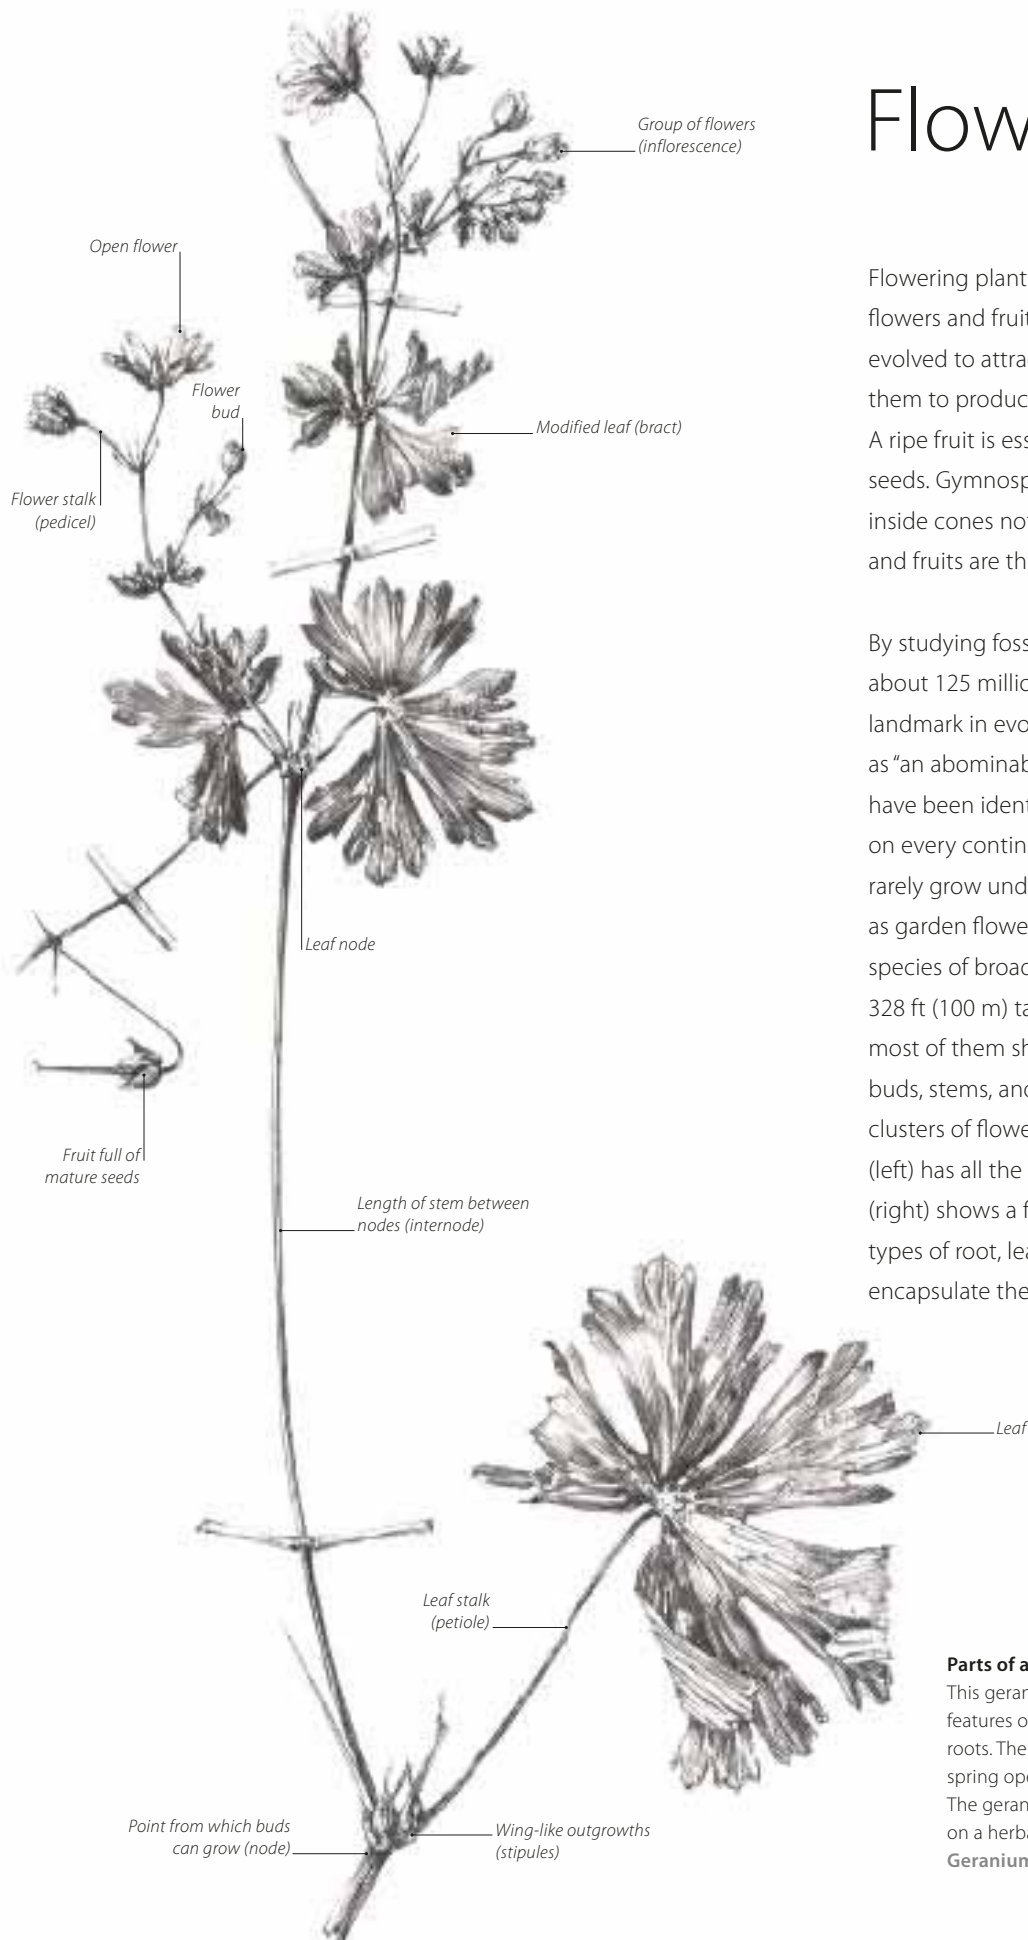 Flow
Group of flowers
(inflorescence)
Open flower
Flower
bud
Modified leaf (bract)
Flower stalk
(pedicel)
Leaf node
Fruit full of
mature seeds
Length of stem between
nodes (internode)
Leaf
Leaf stalk
(petiole)
Point from which buds
can grow (node)
Wing-like outgrowths
(stipules)
Flowering plant
flowers and fruit
evolved to attra
them to produc
A ripe fruit is ess
seeds. Gymnosp
inside cones not
and fruits are th
By studying foss
about 125 millio
landmark in evo
as “an abominab
have been ident
on every contin
rarely grow und
as garden flowe
species of broad
328 ft (100 m) ta
most of them sh
buds, stems, and
clusters of flowe
(left) has all the
(right) shows a f
types of root, lea
encapsulate the
Parts of a
This geran
features o
roots. The
spring ope
The geran
on a herba
Geranium